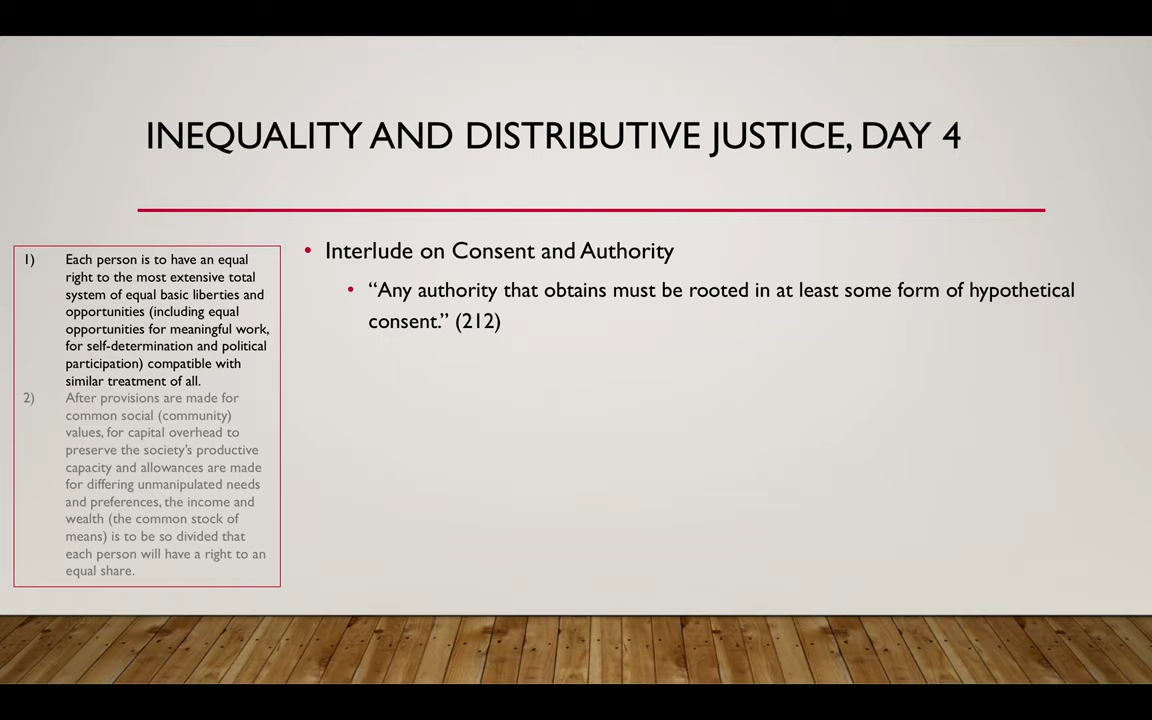 INEQUALITY AND DISTRIBUTIVE JUSTICE, DAY 4
1) Each person is to have an equal
right to the most extensive total
system of equal basic liberties and
opportunities (including equal
opportunities for meaningful work,
for self-determination and political
participation) compatible with
similar treatment of all.
2) After provisions are made for
common social (community)
values, for capital overhead to
preserve the society’s productive
capacity and allowances are made
for differing unmanipulated needs
and preferences, the income and
wealth (the common stock of
means) is to be so divided that
each person will have a right to an
equal share.
• Interlude on Consent and Authority
• “Any authority that obtains must be rooted in at least some form of hypothetical
consent.” (212)